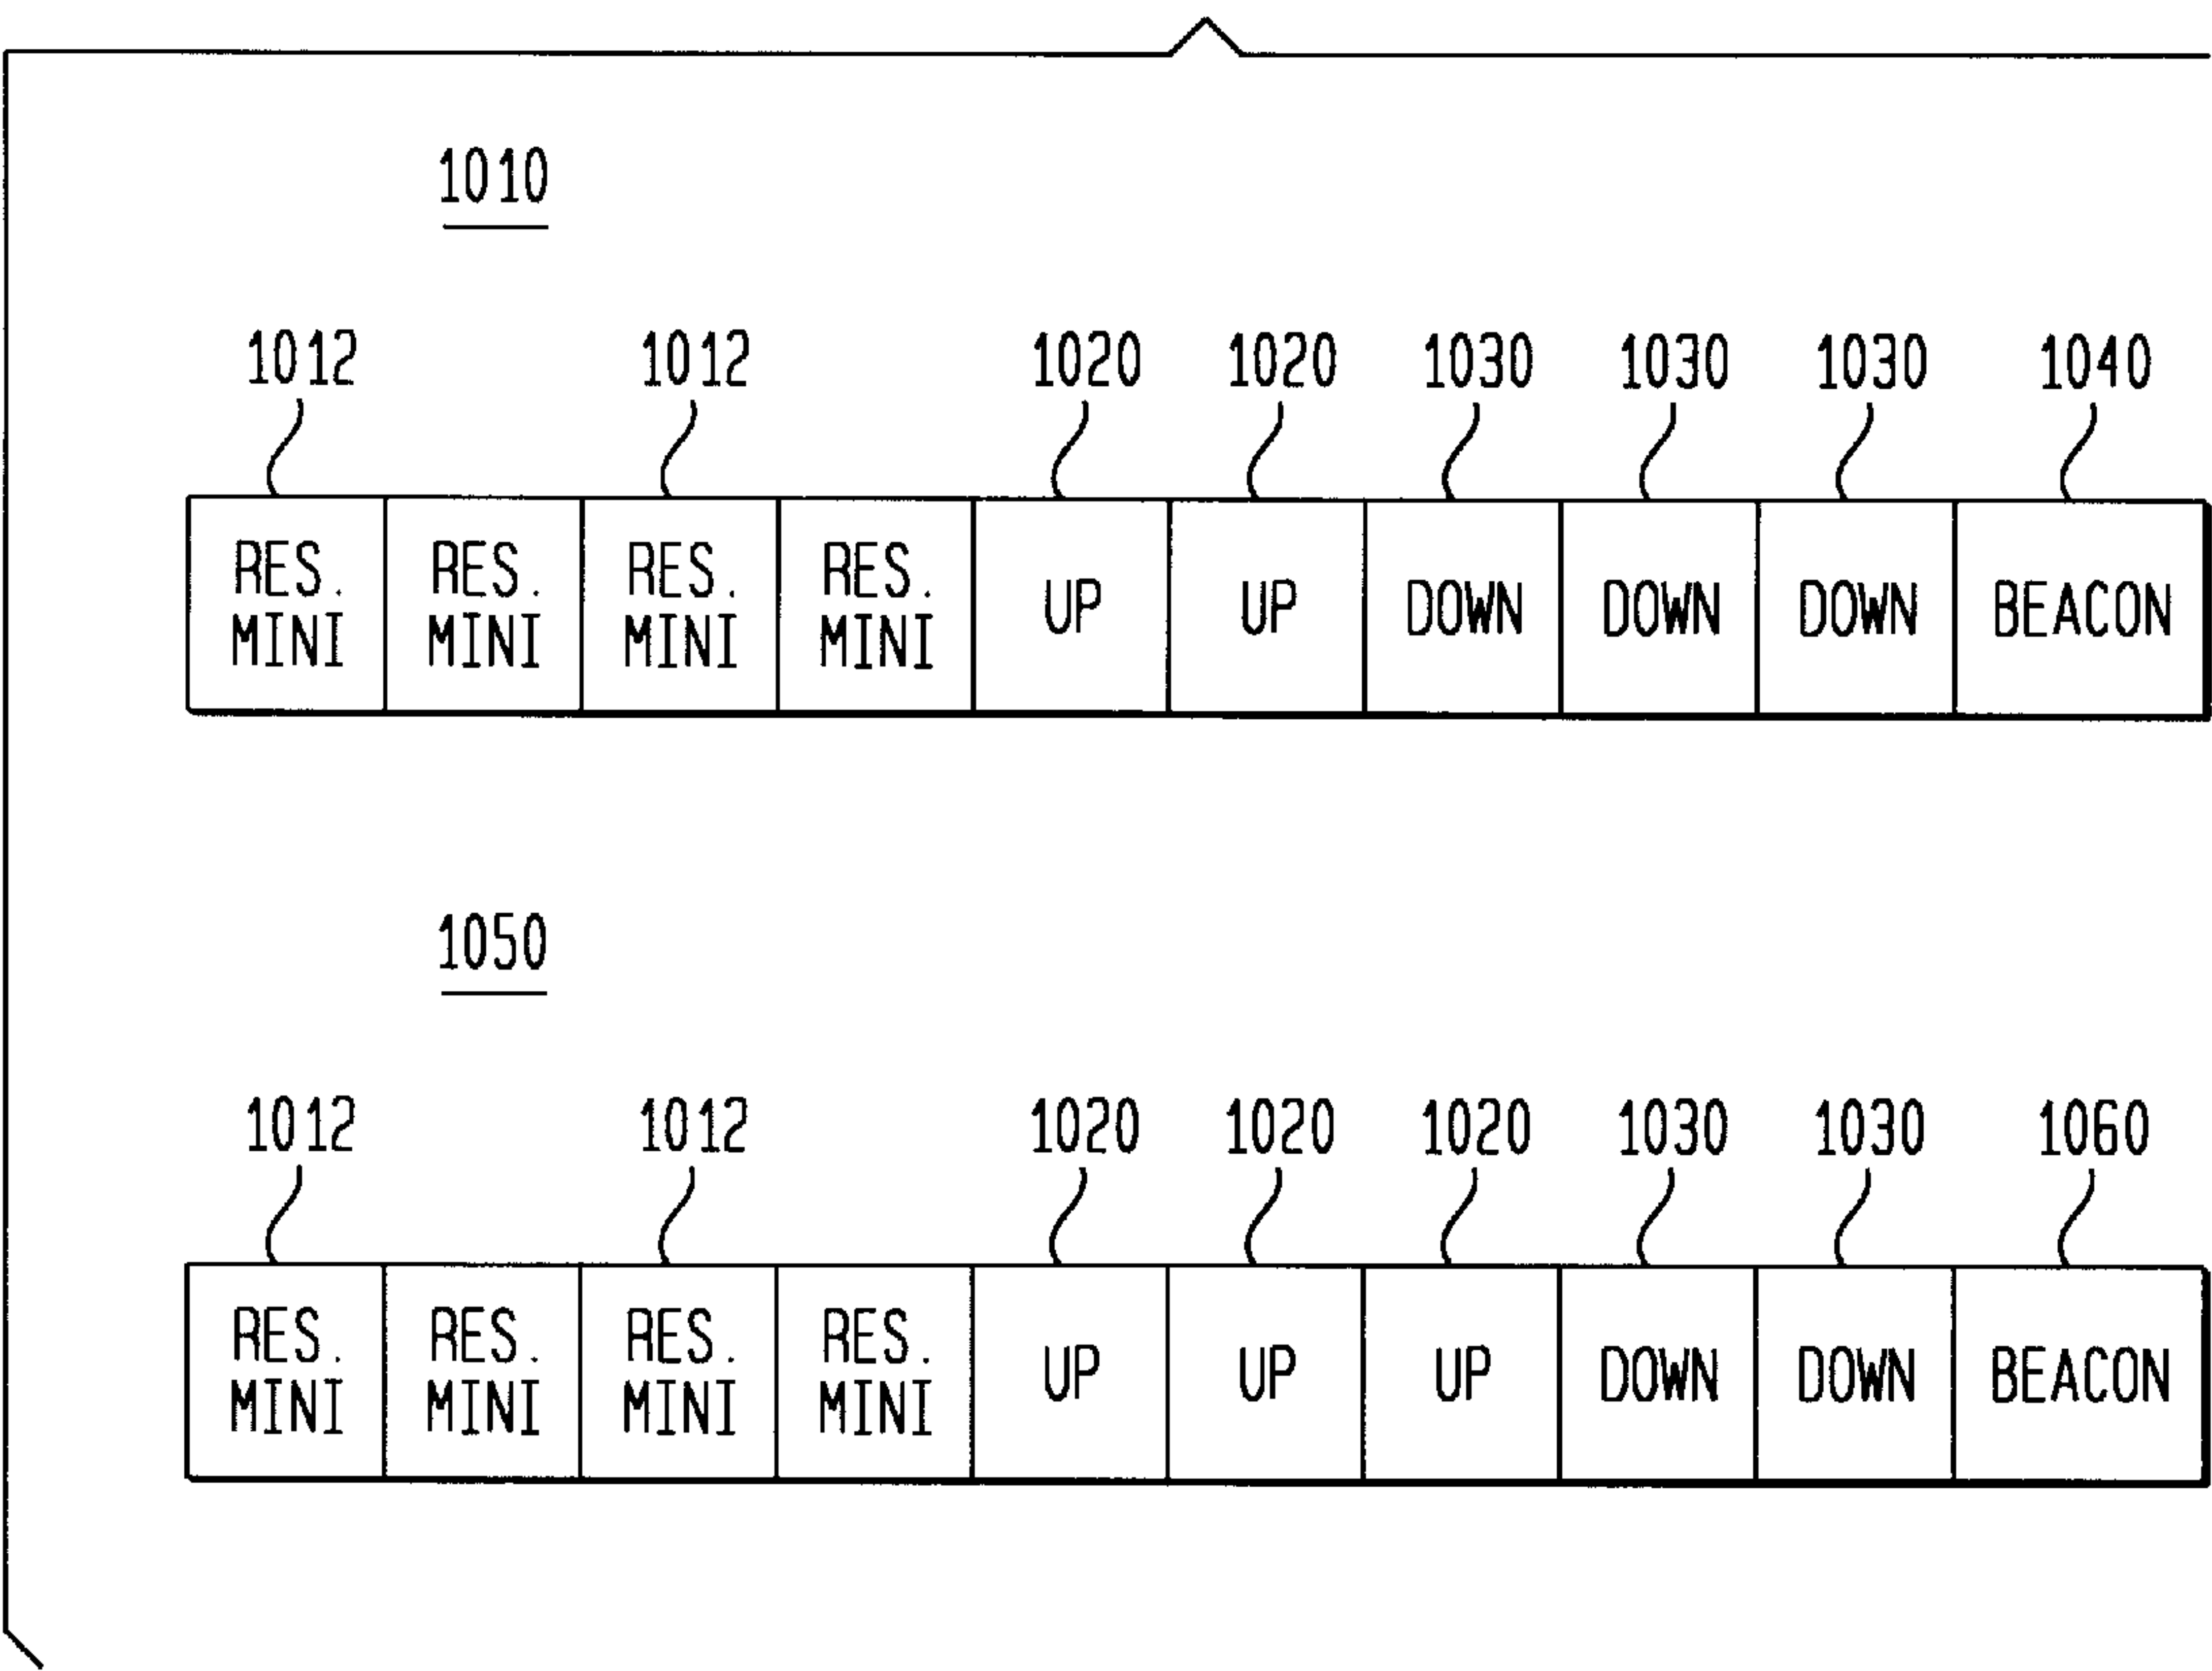 1010
1012 1012 1020 1020 1030 1030 1030 1040
RES. RES. RES. RES.
MINI MINI MINI MINI UP UP DOWN DOWN DOWN BEACON
1050
1012 1012 1020 1020 1020 1030 1030 1060
RES. RES. RES. RES.
MINI MINI MINI MINI UP UP UP DOWN DOWN BEACON